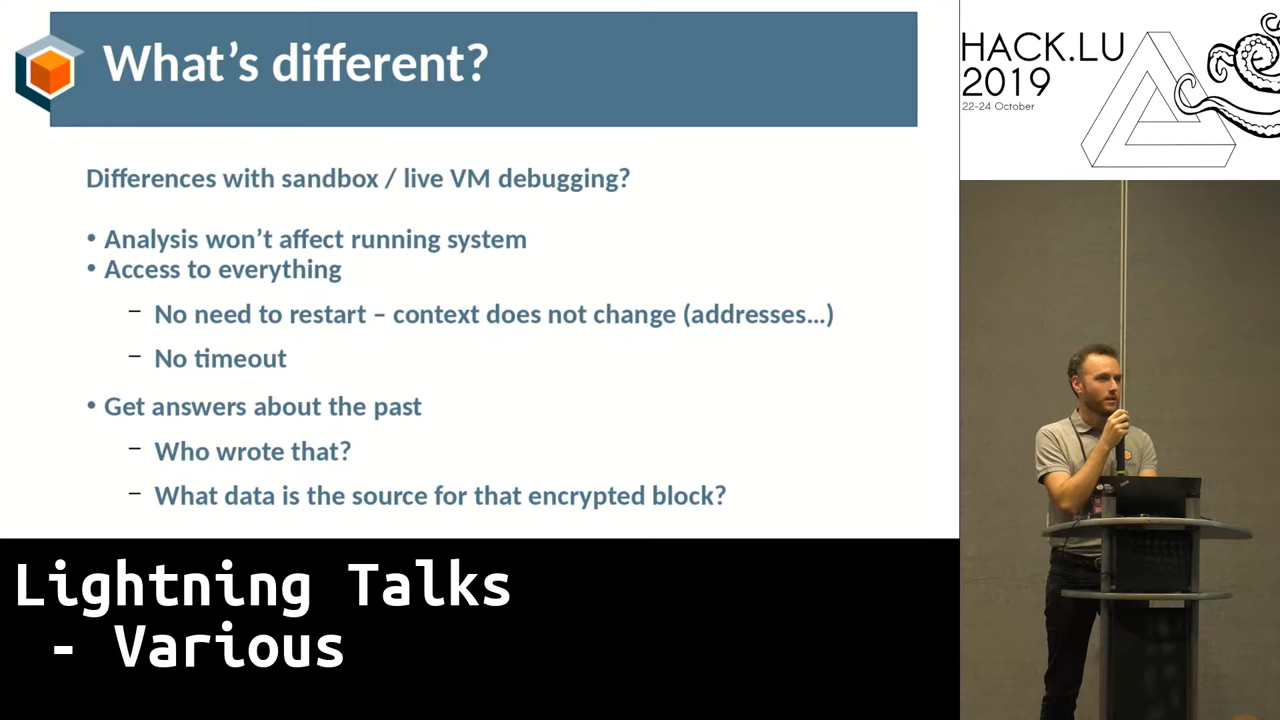 What’s different?
Differences with sandbox / live VM debugging?
• Analysis won’t affect running system
• Access to everything
– No need to restart – context does not change (addresses…)
– No timeout
• Get answers about the past
– Who wrote that?
– What data is the source for that encrypted block?
HACK.LU
2019
22-24 October
Lightning Talks
- Various